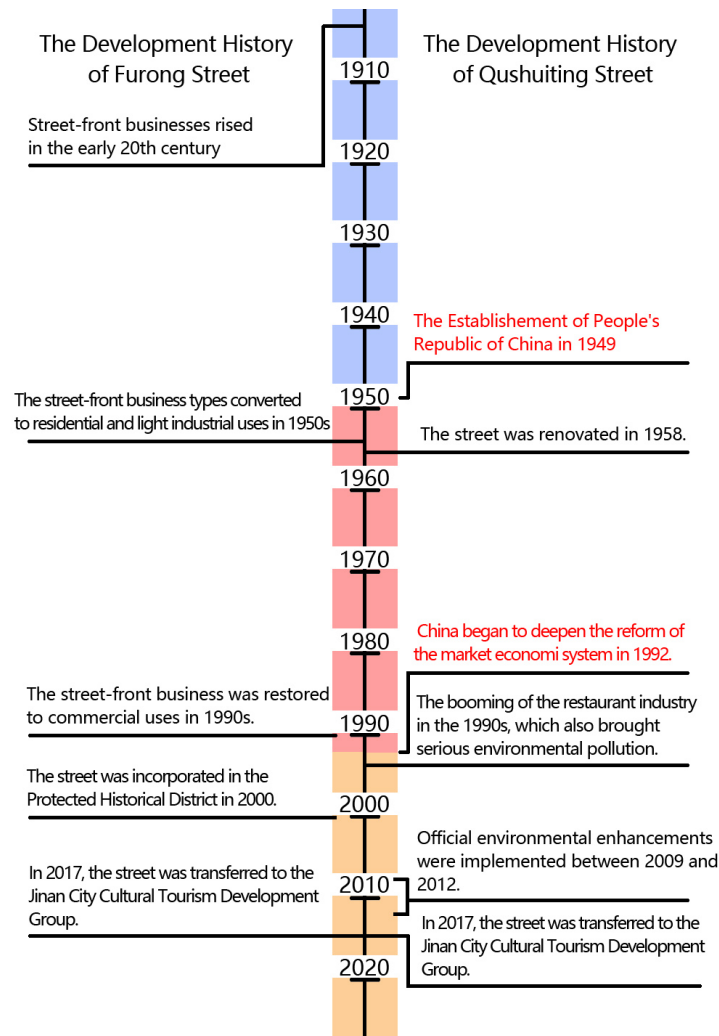 The Development History
of Furong Street
The Development History
of Qushuiting Street
1910
Street-front businesses rised
in the early 20th century
1920
1930
1940
The Establishement of People's
Republic of China in 1949
1950
The street-front business types converted
to residential and light industrial uses in 1950s
The street was renovated in 1958.
1960
1970
1980
China began to deepen the reform of
the market economi system in 1992.
The street-front business was restored
to commercial uses in 1990s.
1990
The booming of the restaurant industry
in the 1990s, which also brought
serious environmental pollution.
The street was incorporated in the
Protected Historical District in 2000.
2000
Official environmental enhancements
were implemented between 2009 and
2012.
In 2017, the street was transferred to the
Jinan City Cultural Tourism Development
Group.
2010
In 2017, the street was transferred to the
Jinan City Cultural Tourism Development
Group.
2020